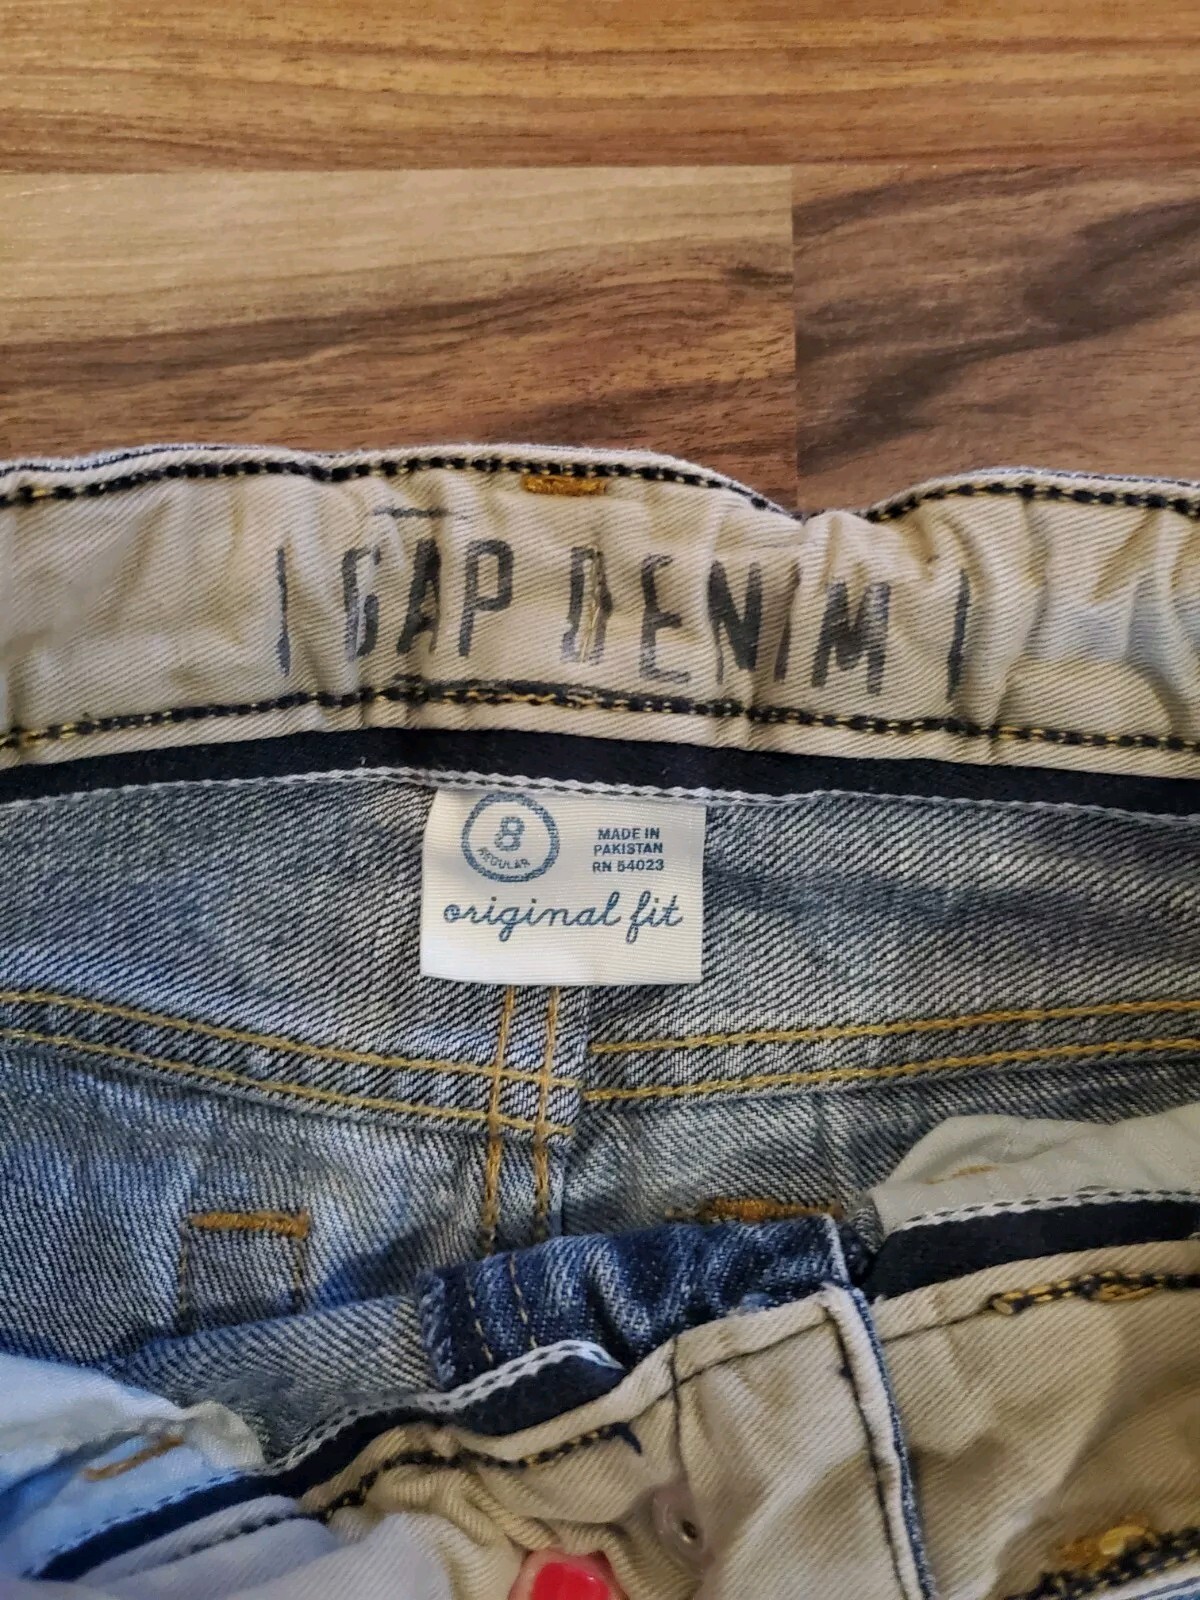 | GAP DENIM |
8
REGULAR
MADE IN
PAKISTAN
RN 54023
original fit